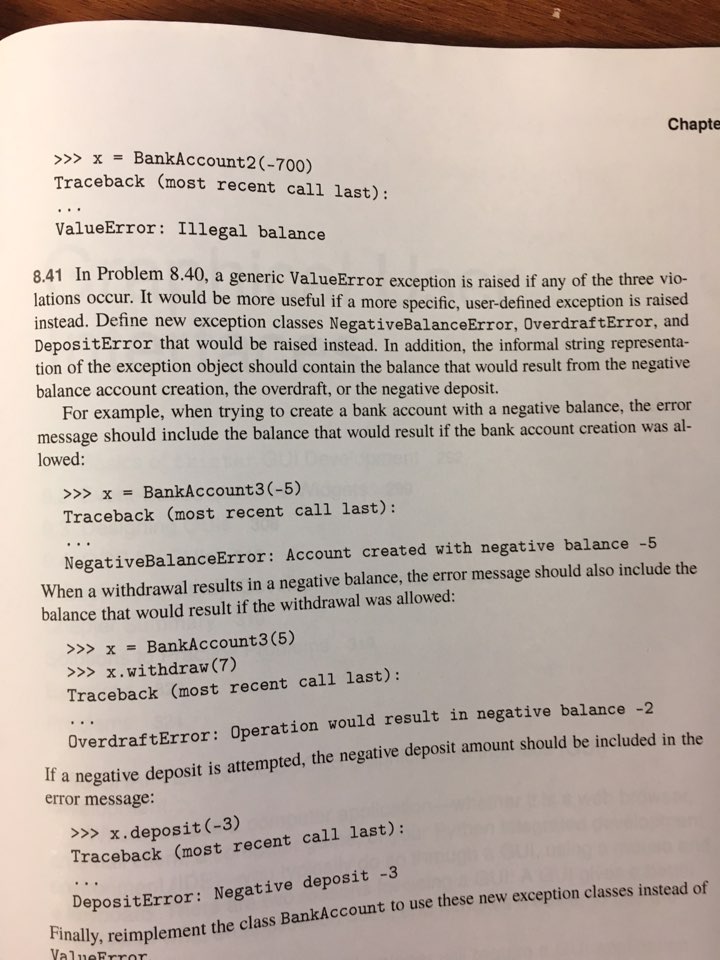 Chapte
>>> x = BankAccount2(-700)
Traceback (most recent call last):
...
ValueError: Illegal balance
8.41 In Problem 8.40, a generic ValueError exception is raised if any of the three vio-
lations occur. It would be more useful if a more specific, user-defined exception is raised
instead. Define new exception classes NegativeBalanceError, OverdraftError, and
DepositError that would be raised instead. In addition, the informal string representa-
tion of the exception object should contain the balance that would result from the negative
balance account creation, the overdraft, or the negative deposit.
For example, when trying to create a bank account with a negative balance, the error
message should include the balance that would result if the bank account creation was al-
lowed:
>>> x = BankAccount3(-5)
Traceback (most recent call last):
...
NegativeBalanceError: Account created with negative balance -5
When a withdrawal results in a negative balance, the error message should also include the
balance that would result if the withdrawal was allowed:
>>> x = BankAccount3(5)
>>> x.withdraw(7)
Traceback (most recent call last):
...
OverdraftError: Operation would result in negative balance -2
If a negative deposit is attempted, the negative deposit amount should be included in the
error message:
>>> x.deposit(-3)
Traceback (most recent call last):
...
DepositError: Negative deposit -3
Finally, reimplement the class BankAccount to use these new exception classes instead of
ValueError